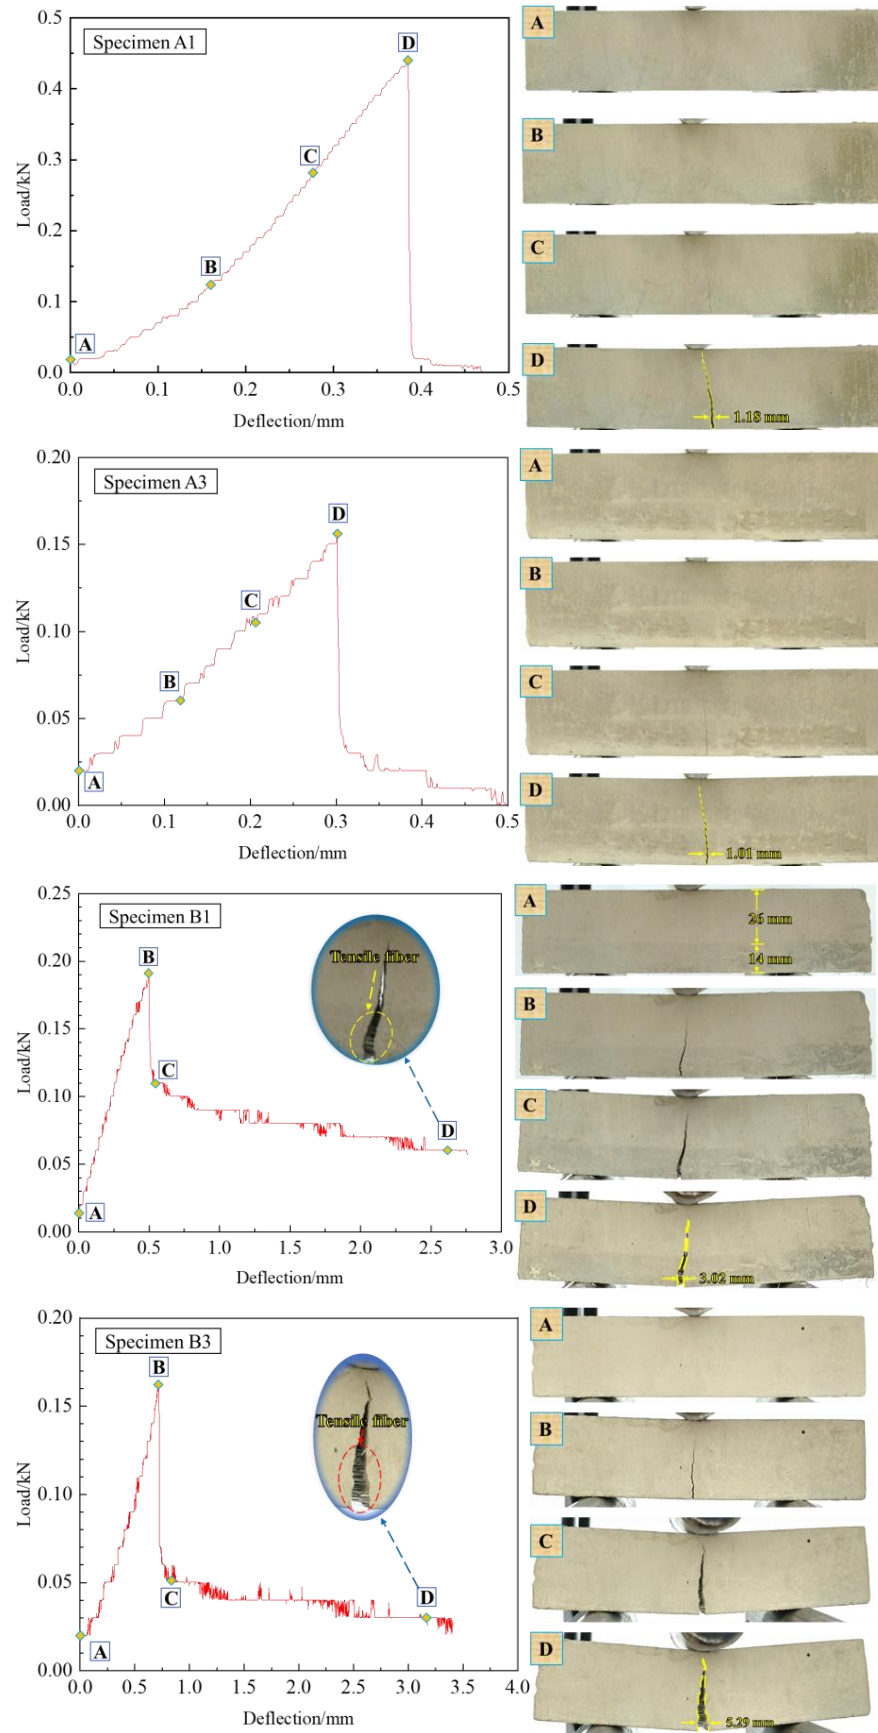 Specimen A1
0.5
0.4
0.3
0.2
0.1
0.0
Load/kN
A
B
C
D
0.0 0.1 0.2 0.3 0.4 0.5
Deflection/mm
A
B
C
D
1.18 mm
Specimen A3
0.20
0.15
0.10
0.05
0.00
Load/kN
A
B
C
D
0.0 0.1 0.2 0.3 0.4 0.5
Deflection/mm
A
B
C
D
1.01 mm
Specimen B1
0.25
0.20
0.15
0.10
0.05
0.00
Load/kN
A
B
C
D
Tensile fiber
0.0 0.5 1.0 1.5 2.0 2.5 3.0
Deflection/mm
A
26 mm
14 mm
B
C
D
3.02 mm
Specimen B3
0.20
0.15
0.10
0.05
0.00
Load/kN
A
B
C
D
Tensile fiber
0.0 0.5 1.0 1.5 2.0 2.5 3.0 3.5 4.0
Deflection/mm
A
B
C
D
5.29 mm